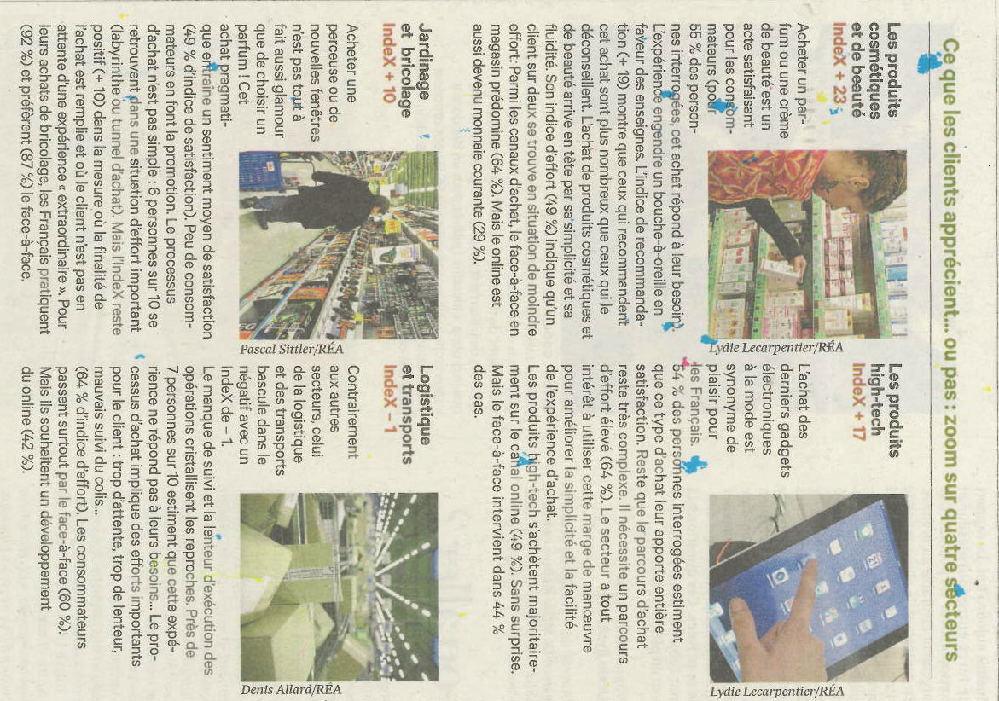 Ce que les clients apprécient... ou pas : zoom sur quatre secteurs
Les produits
cosmétiques
et de beauté
IndeX + 23
Acheter un par-
fum ou une crème
de beauté est un
acte satisfaisant
pour les consom-
mateurs (pour
55 % des person-
nes interrogées, cet achat répond à leur besoin).
L'expérience engendre un bouche-à-oreille en
faveur des enseignes. L'indice de recommanda-
tion (+ 19) montre que ceux qui recommandent
cet achat sont plus nombreux que ceux qui le
déconseillent. L'achat de produits cosmétiques et
de beauté arrive en tête par sa simplicité et sa
fluidité. Son indice d'effort (49 %) indique qu'un
client sur deux se trouve en situation de moindre
effort. Parmi les canaux d'achat, le face-à-face en
magasin prédomine (64 %). Mais le online est
aussi devenu monnaie courante (29 %).
Lydie Lecarpentier/RÉA
Les produits
high-tech
IndeX + 17
L'achat des
derniers gadgets
électroniques
à la mode est
synonyme de
plaisir pour
les Français.
54 % des personnes interrogées estiment
que ce type d'achat leur apporte entière
satisfaction. Reste que le parcours d'achat
reste très complexe. Il nécessite un parcours
d'effort élevé (64 %). Le secteur a tout
intérêt à utiliser cette marge de manœuvre
pour améliorer la simplicité et la facilité
de l'expérience d'achat.
Les produits high-tech s'achètent majoritaire-
ment sur le canal online (49 %). Sans surprise.
Mais le face-à-face intervient dans 44 %
des cas.
Lydie Lecarpentier/RÉA
Jardinage
et bricolage
IndeX + 10
Acheter une
perceuse ou de
nouvelles fenêtres
n'est pas tout à
fait aussi glamour
que de choisir un
parfum ! Cet
achat pragmati-
que entraîne un sentiment moyen de satisfaction
(49 % d'indice de satisfaction). Peu de consom-
mateurs en font la promotion. Le processus
d'achat n'est pas simple : 6 personnes sur 10 se
retrouvent dans une situation d'effort important
(labyrinthe ou tunnel d'achat). Mais l'IndeX reste
positif (+ 10) dans la mesure où la finalité de
l'achat est remplie et où le client n'est pas en
attente d'une expérience « extraordinaire ». Pour
leurs achats de bricolage, les Français pratiquent
(92 %) et préfèrent (87 %) le face-à-face.
Pascal Sittler/RÉA
Logistique
et transports
IndeX – 1
Contrairement
aux autres
secteurs, celui
de la logistique
et des transports
bascule dans le
négatif avec un
IndeX de – 1.
Le manque de suivi et la lenteur d'exécution des
opérations cristallisent les reproches. Près de
7 personnes sur 10 estiment que cette expé-
rience ne répond pas à leurs besoins... Le pro-
cessus d'achat implique des efforts importants
pour le client : trop d'attente, trop de lenteur,
mauvais suivi du colis...
(64 % d'indice d'effort). Les consommateurs
passent surtout par le face-à-face (60 %).
Mais ils souhaitent un développement
du online (42 %).
Denis Allard/RÉA